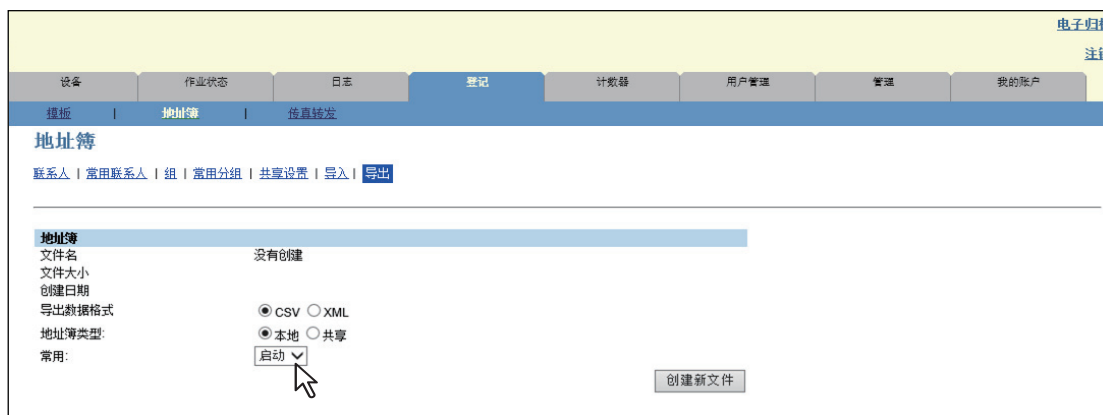 电子归档
注销
设备 作业状态 日志 登记 计数器 用户管理 管理 我的账户
模板 | 地址簿 | 传真转发
地址簿
联系人 | 常用联系人 | 组 | 常用分组 | 共享设置 | 导入 | 导出
地址簿
文件名 没有创建
文件大小
创建日期
导出数据格式 CSV XML
地址簿类型: 本地 共享
常用: 启动
创建新文件